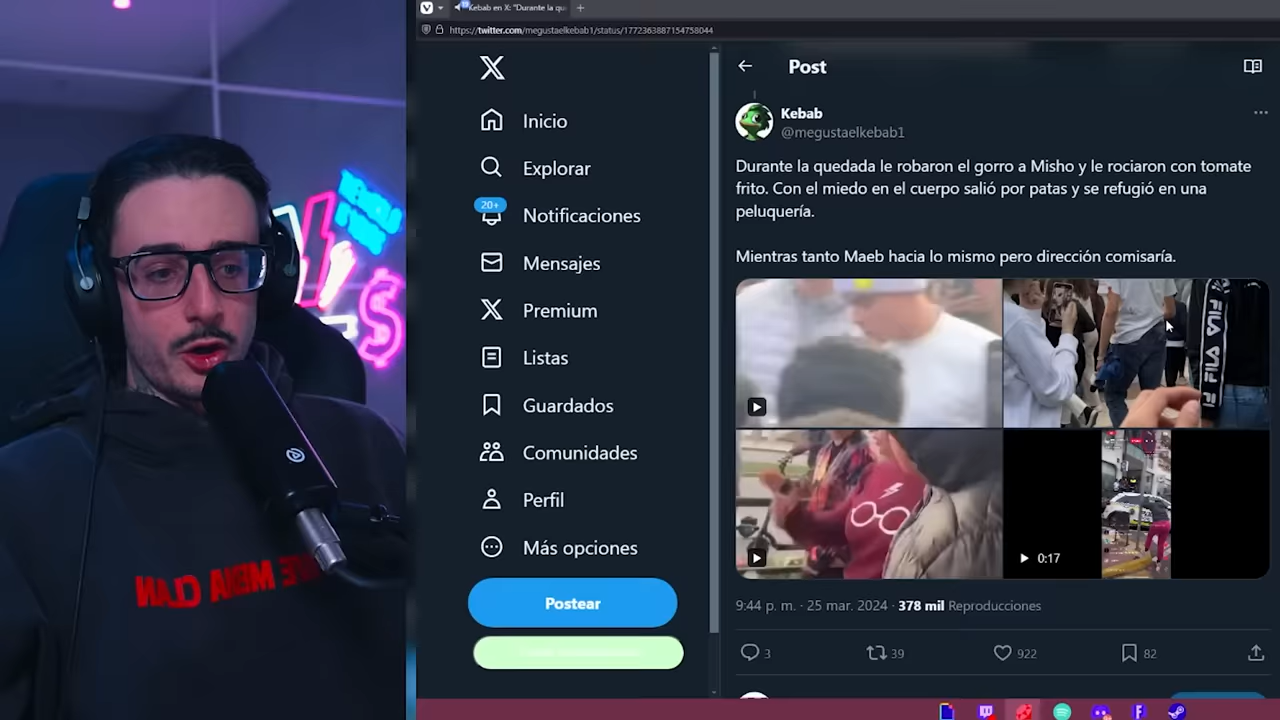 Kebab en X: "Durante la qu
https://twitter.com/megustaelkebab1/status/1772363887154758044
Post
Inicio
Explorar
20+
Notificaciones
Mensajes
Premium
Listas
Guardados
Comunidades
Perfil
Más opciones
Postear
Kebab
@megustaelkebab1
Durante la quedada le robaron el gorro a Misho y le rociaron con tomate
frito. Con el miedo en el cuerpo salió por patas y se refugió en una
peluquería.
Mientras tanto Maeb hacia lo mismo pero dirección comisaría.
FILA
FILA
0:17
9:44 p. m. · 25 mar. 2024 · 378 mil Reproducciones
3
39
922
82
MEDIA CLAN